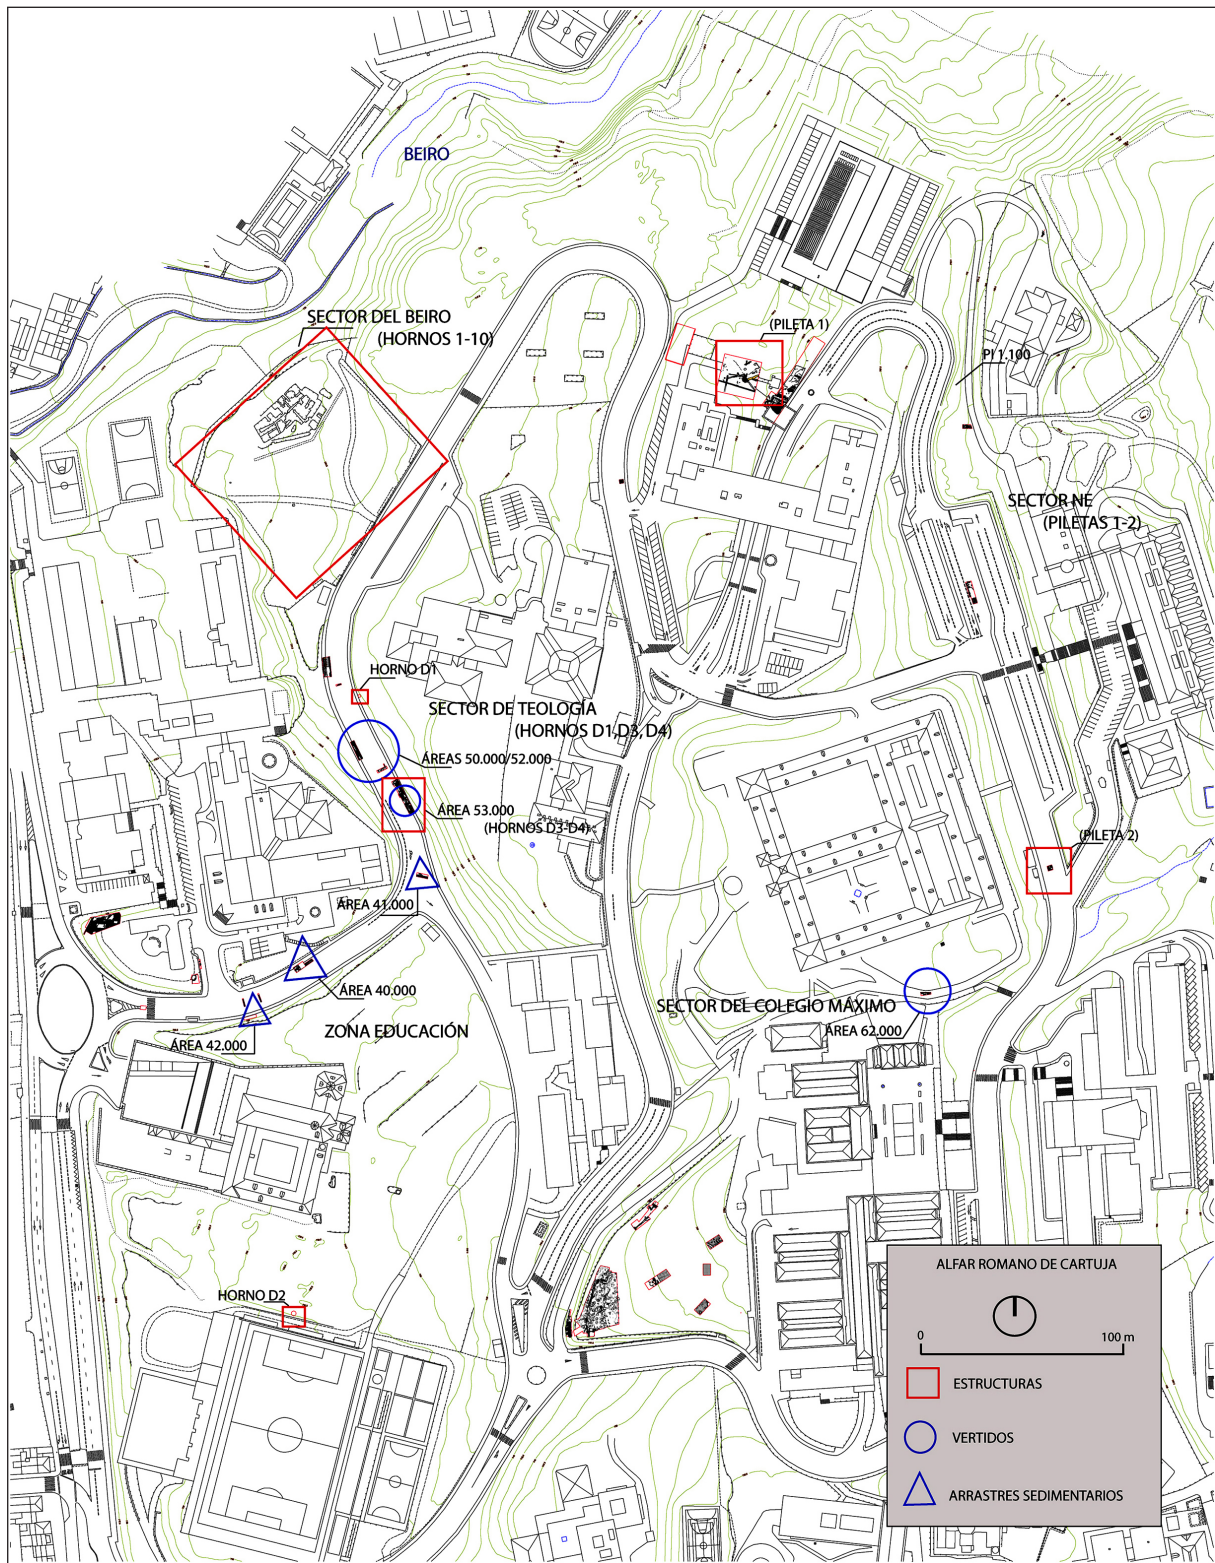 BEIRO
SECTOR DEL BEIRO
(HORNOS 1-10)
(PILETA 1)
PI 1.100
SECTOR NE
(PILETAS 1-2)
HORNO D1
SECTOR DE TEOLOGÍA
(HORNOS D1,D3, D4)
ÁREAS 50.000/52.000
ÁREA 53.000
(HORNOS D3-D4)
(PILETA 2)
ÁREA 41.000
ÁREA 40.000
ÁREA 42.000
ZONA EDUCACIÓN
SECTOR DEL COLEGIO MÁXIMO
ÁREA 62.000
HORNO D2
ALFAR ROMANO DE CARTUJA
0
100 m
ESTRUCTURAS
VERTIDOS
ARRASTRES SEDIMENTARIOS